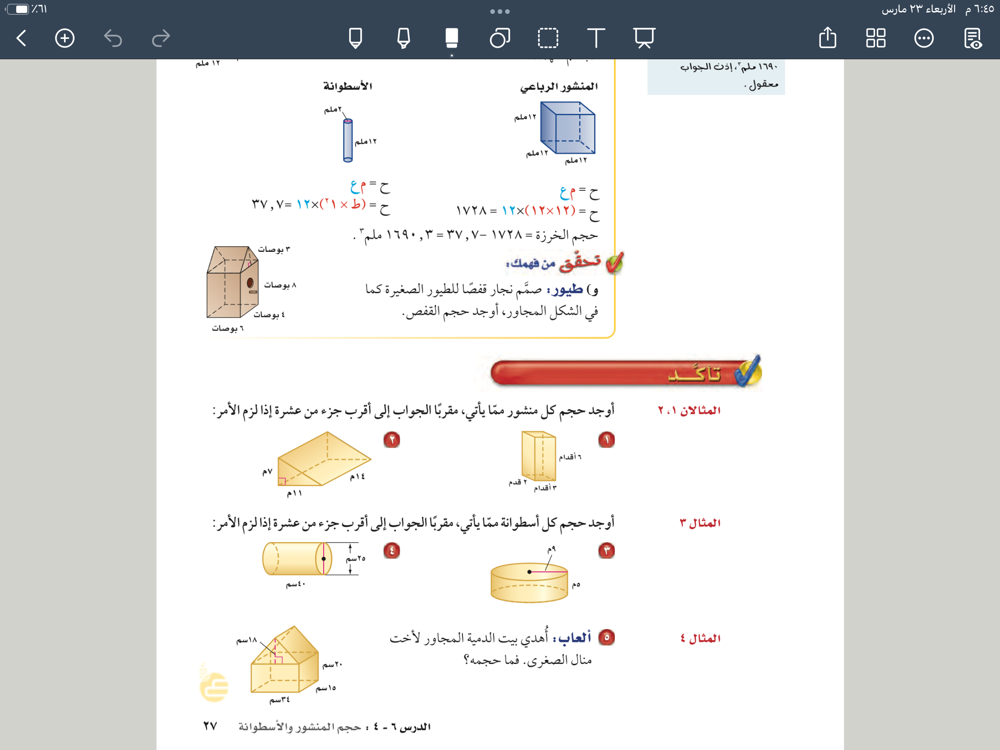 ٦:٤٥ م الأربعاء ٢٣ مارس
٪٦١
١٦٩٠ ملم٣، إذن الجواب
معقول.
١٢ ملم
المنشور الرباعي
الأسطوانة
١٢ملم
١٢ملم
١٢ملم
٢ملم
١٢ملم
ح = م ع
ح = (١٢×١٢)×١٢ = ١٧٢٨
ح = م ع
ح = (ط × ١٢)×١٢ =٣٧,٧
حجم الخرزة = ١٧٢٨ –٣٧,٧ = ١٦٩٠,٣ ملم٣.
تحقَّق من فهمك:
و) طيور: صمَّم نجار قفصًا للطيور الصغيرة كما
في الشكل المجاور، أوجد حجم القفص.
٣ بوصات
٨ بوصات
٤ بوصات
٦ بوصات
تأكَّد
المثالان ١، ٢
أوجد حجم كل منشور ممّا يأتي، مقربًا الجواب إلى أقرب جزء من عشرة إذا لزم الأمر:
١
٦ أقدام
٢ قدم
٣ أقدام
٢
٧م
١٤م
١١م
المثال ٣
أوجد حجم كل أسطوانة ممّا يأتي، مقربًا الجواب إلى أقرب جزء من عشرة إذا لزم الأمر:
٣
٩م
٥م
٤
٢٥سم
٤٠سم
المثال ٤
٥ ألعاب: أُهدي بيت الدمية المجاور لأخت
منال الصغرى. فما حجمه؟
١٨سم
٢٠سم
١٥سم
٣٤سم
الدرس ٦ - ٤ : حجم المنشور والأسطوانة ٢٧